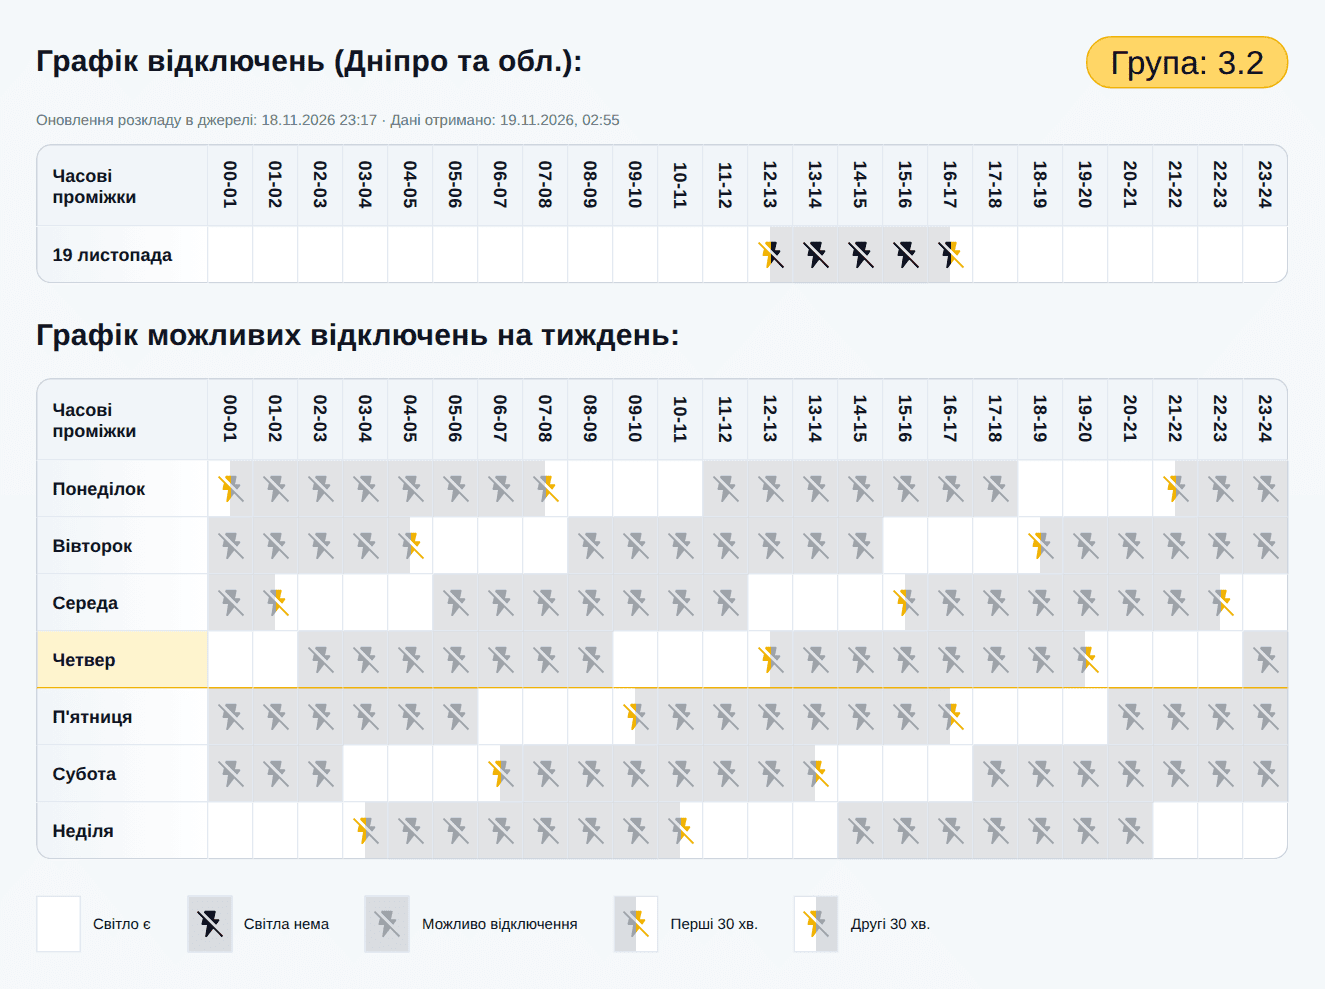 Графік відключень (Дніпро та обл.):
Група: 3.2
Оновлення розкладу в джерелі: 18.11.2026 23:17 · Дані отримано: 19.11.2026, 02:55
Часові
проміжки
00-01 01-02 02-03 03-04 04-05 05-06 06-07 07-08 08-09 09-10 10-11 11-12 12-13 13-14 14-15 15-16 16-17 17-18 18-19 19-20 20-21 21-22 22-23 23-24
19 листопада
Графік можливих відключень на тиждень:
Часові
проміжки
00-01 01-02 02-03 03-04 04-05 05-06 06-07 07-08 08-09 09-10 10-11 11-12 12-13 13-14 14-15 15-16 16-17 17-18 18-19 19-20 20-21 21-22 22-23 23-24
Понеділок
Вівторок
Середа
Четвер
П'ятниця
Субота
Неділя
Світло є
Світла нема
Можливо відключення
Перші 30 хв.
Другі 30 хв.